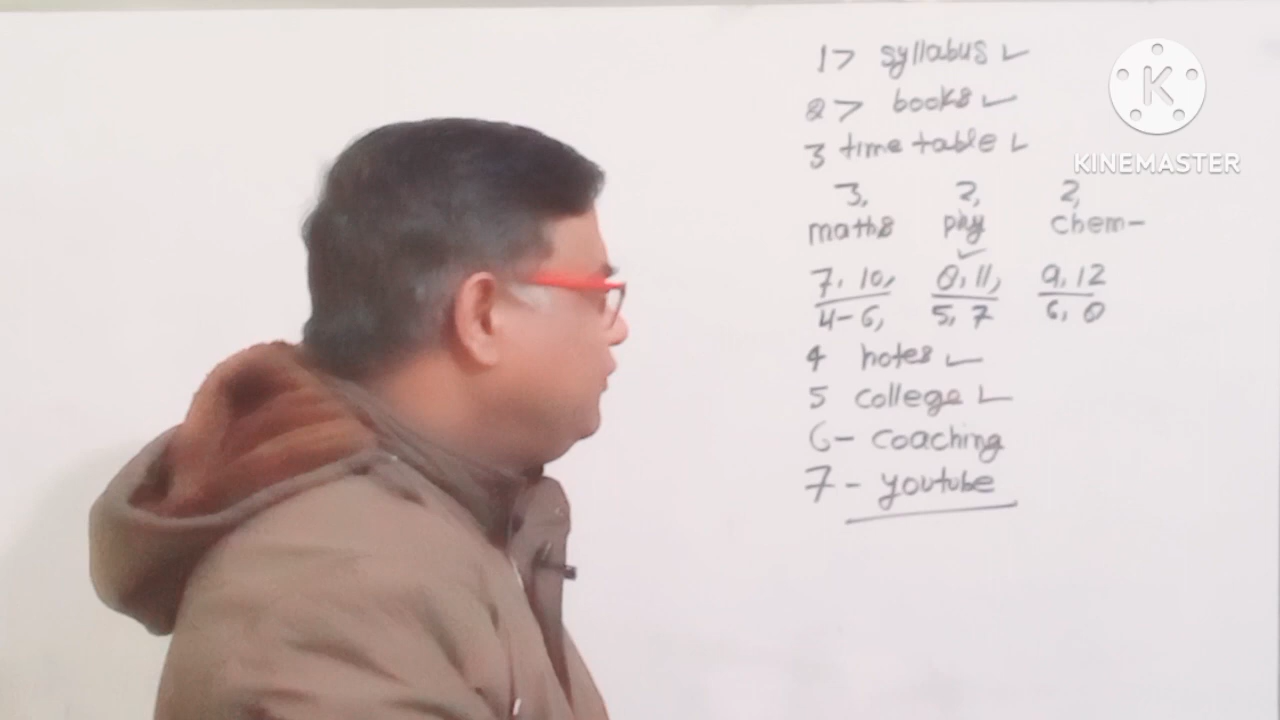 1> syllabus ✓
2> books ✓
3 time table ✓
3, 2, 2,
maths phy chem-
✓
7, 10, 8, 11, 9, 12
4-6, 5, 7 6, 8
4 notes ✓
5 college ✓
6- coaching
7- youtube
K
KINEMASTER